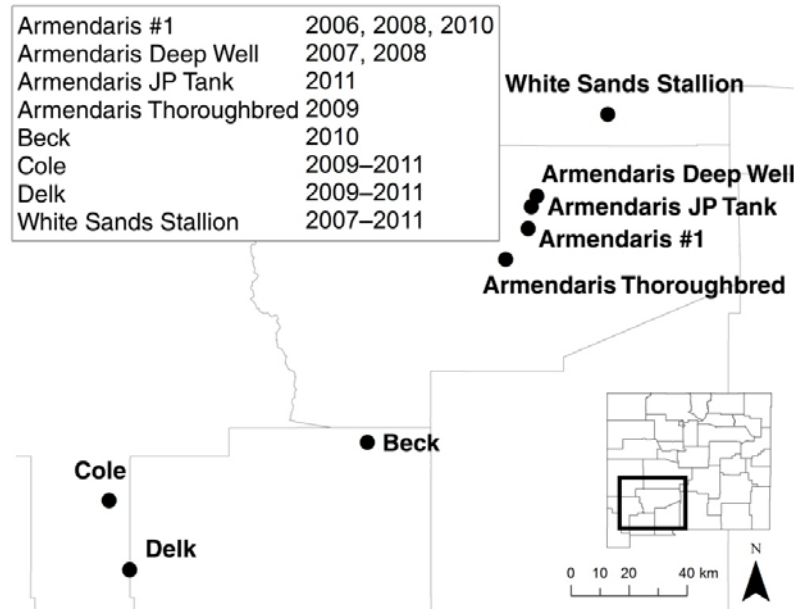 Armendaris #1 2006, 2008, 2010
Armendaris Deep Well 2007, 2008
Armendaris JP Tank 2011
Armendaris Thoroughbred 2009
Beck 2010
Cole 2009–2011
Delk 2009–2011
White Sands Stallion 2007–2011
White Sands Stallion
Armendaris Deep Well
Armendaris JP Tank
Armendaris #1
Armendaris Thoroughbred
Beck
Cole
Delk
N
0 10 20 40 km